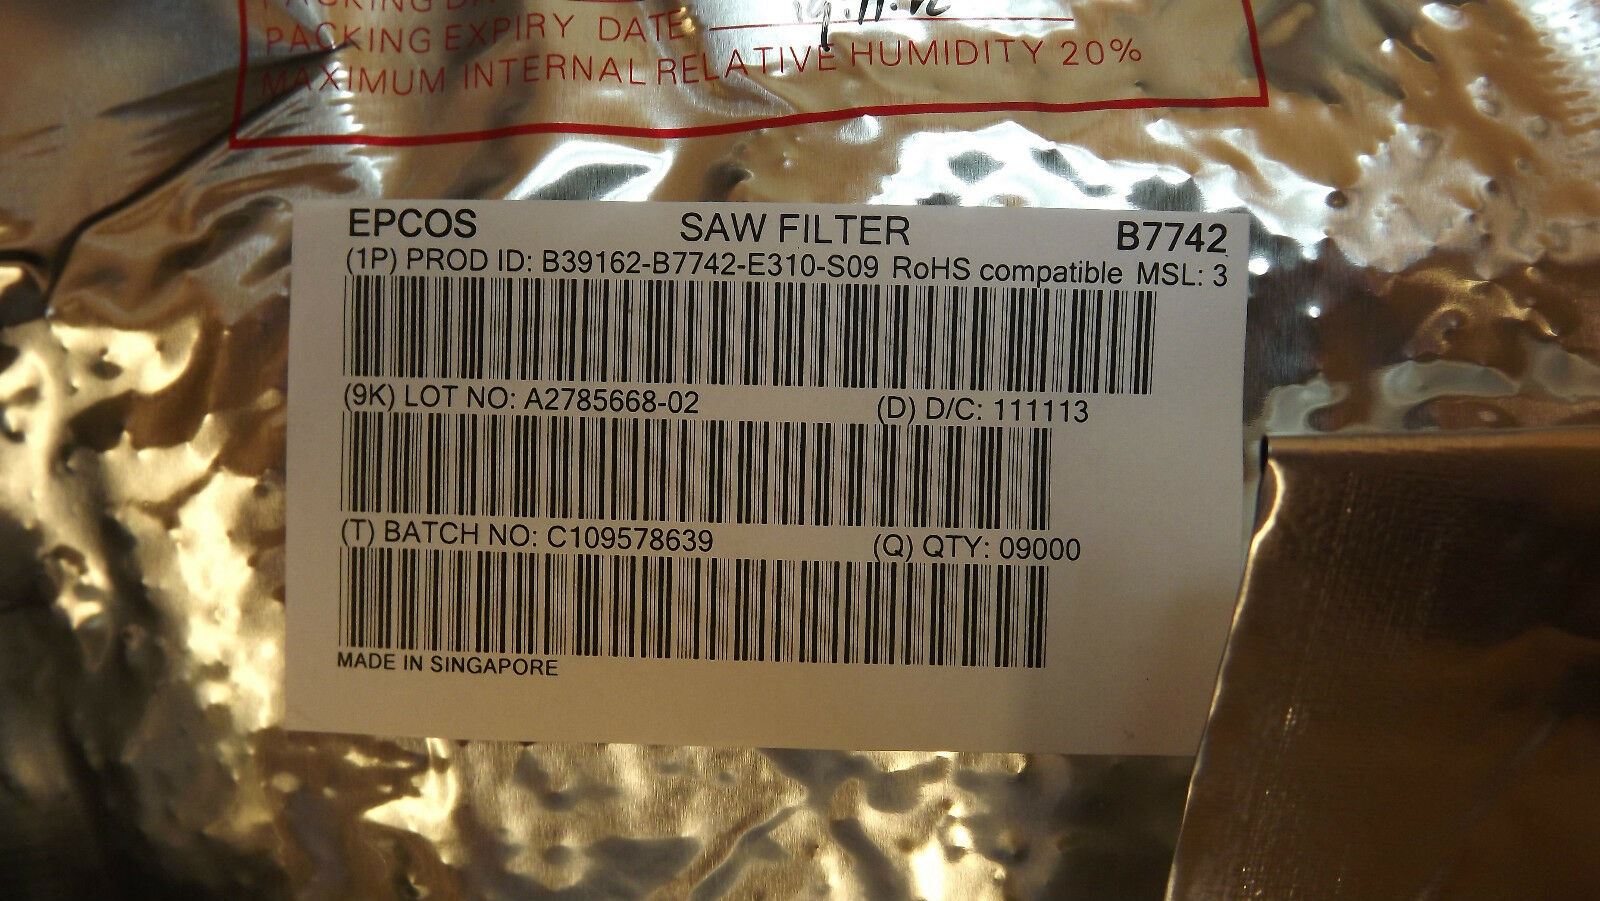 PACKING
PACKING EXPIRY DATE
MAXIMUM INTERNAL RELATIVE HUMIDITY 20%
EPCOS SAW FILTER B7742
(1P) PROD ID: B39162-B7742-E310-S09 RoHS compatible MSL: 3
(9K) LOT NO: A2785668-02 (D) D/C: 111113
(T) BATCH NO: C109578639 (Q) QTY: 09000
MADE IN SINGAPORE